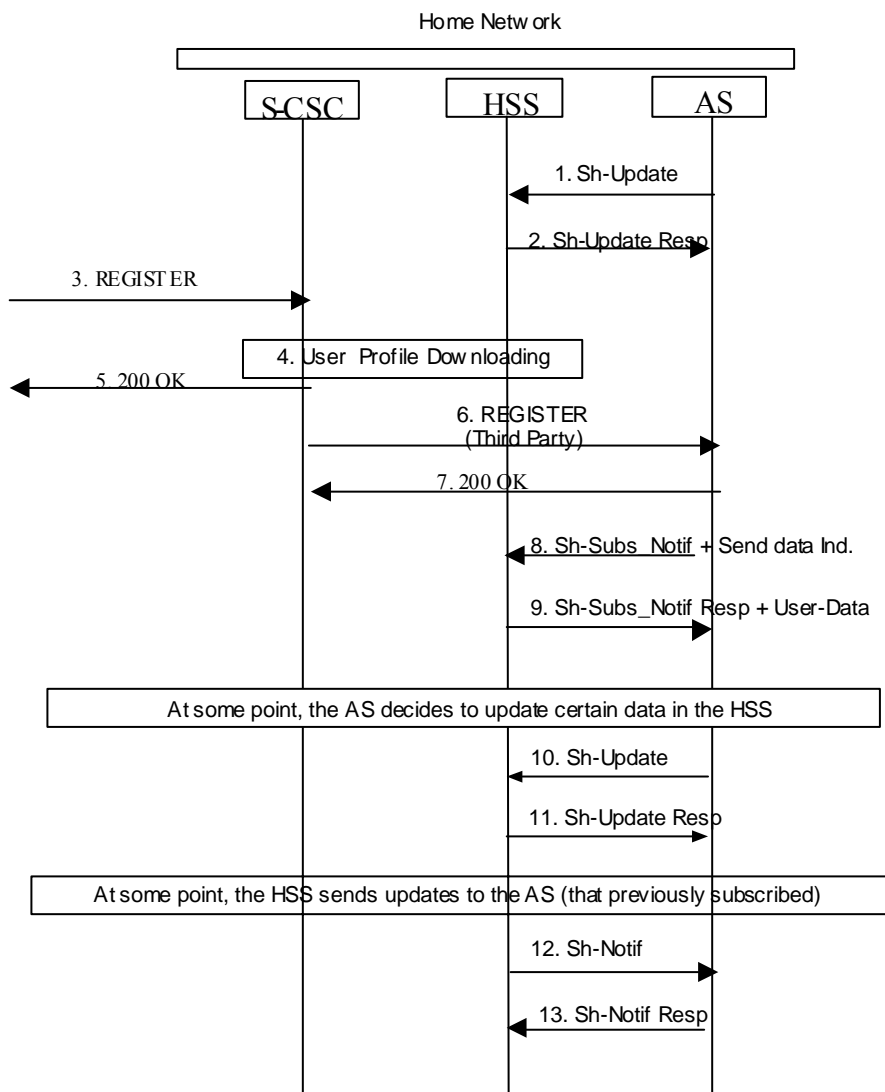 Home Network
S-CSC
HSS
AS
1. Sh-Update
2. Sh-Update Resp
3. REGISTER
4. User Profile Downloading
5. 200 OK
6. REGISTER
(Third Party)
7. 200 OK
8. Sh-Subs_Notif + Send data Ind.
9. Sh-Subs_Notif Resp + User-Data
At some point, the AS decides to update certain data in the HSS
10. Sh-Update
11. Sh-Update Resp
At some point, the HSS sends updates to the AS (that previously subscribed)
12. Sh-Notif
13. Sh-Notif Resp